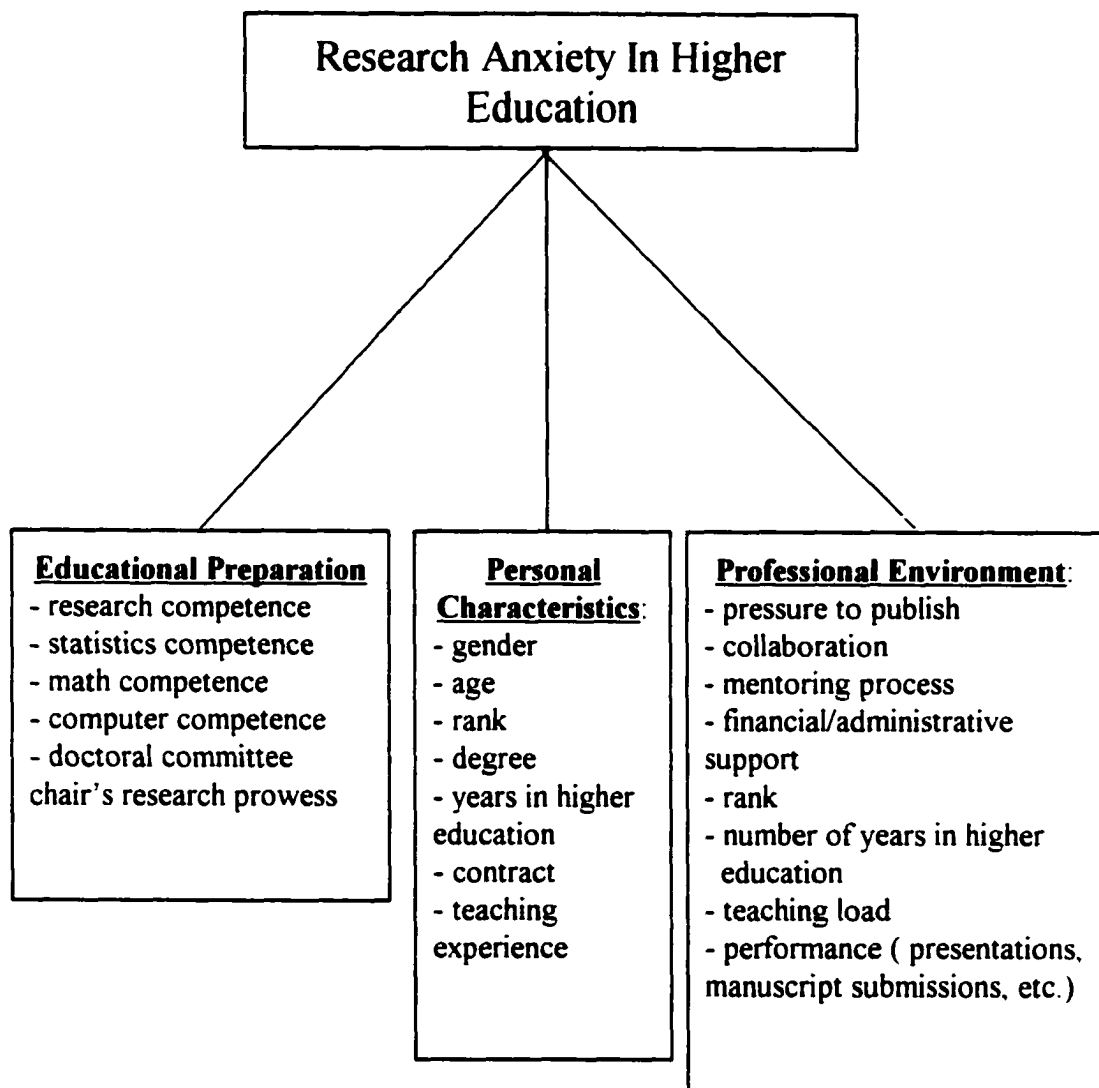 Research Anxiety In Higher
Education
Educational Preparation
- research competence
- statistics competence
- math competence
- computer competence
- doctoral committee
chair's research prowess
Personal
Characteristics:
- gender
- age
- rank
- degree
- years in higher
education
- contract
- teaching
experience
Professional Environment:
- pressure to publish
- collaboration
- mentoring process
- financial/administrative
support
- rank
- number of years in higher
education
- teaching load
- performance ( presentations,
manuscript submissions, etc.)